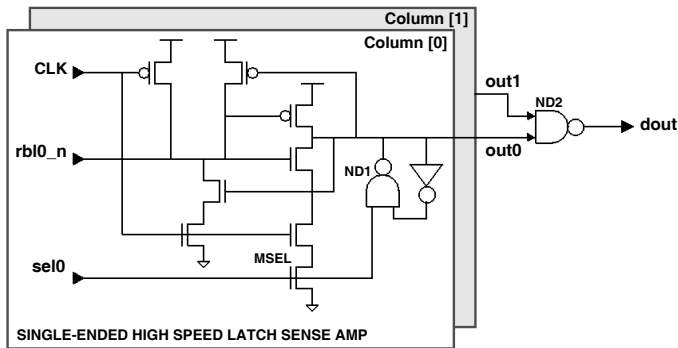 Column [1]
Column [0]
CLK
out1
ND2
dout
rbl0_n
ND1
out0
MSEL
sel0
SINGLE-ENDED HIGH SPEED LATCH SENSE AMP